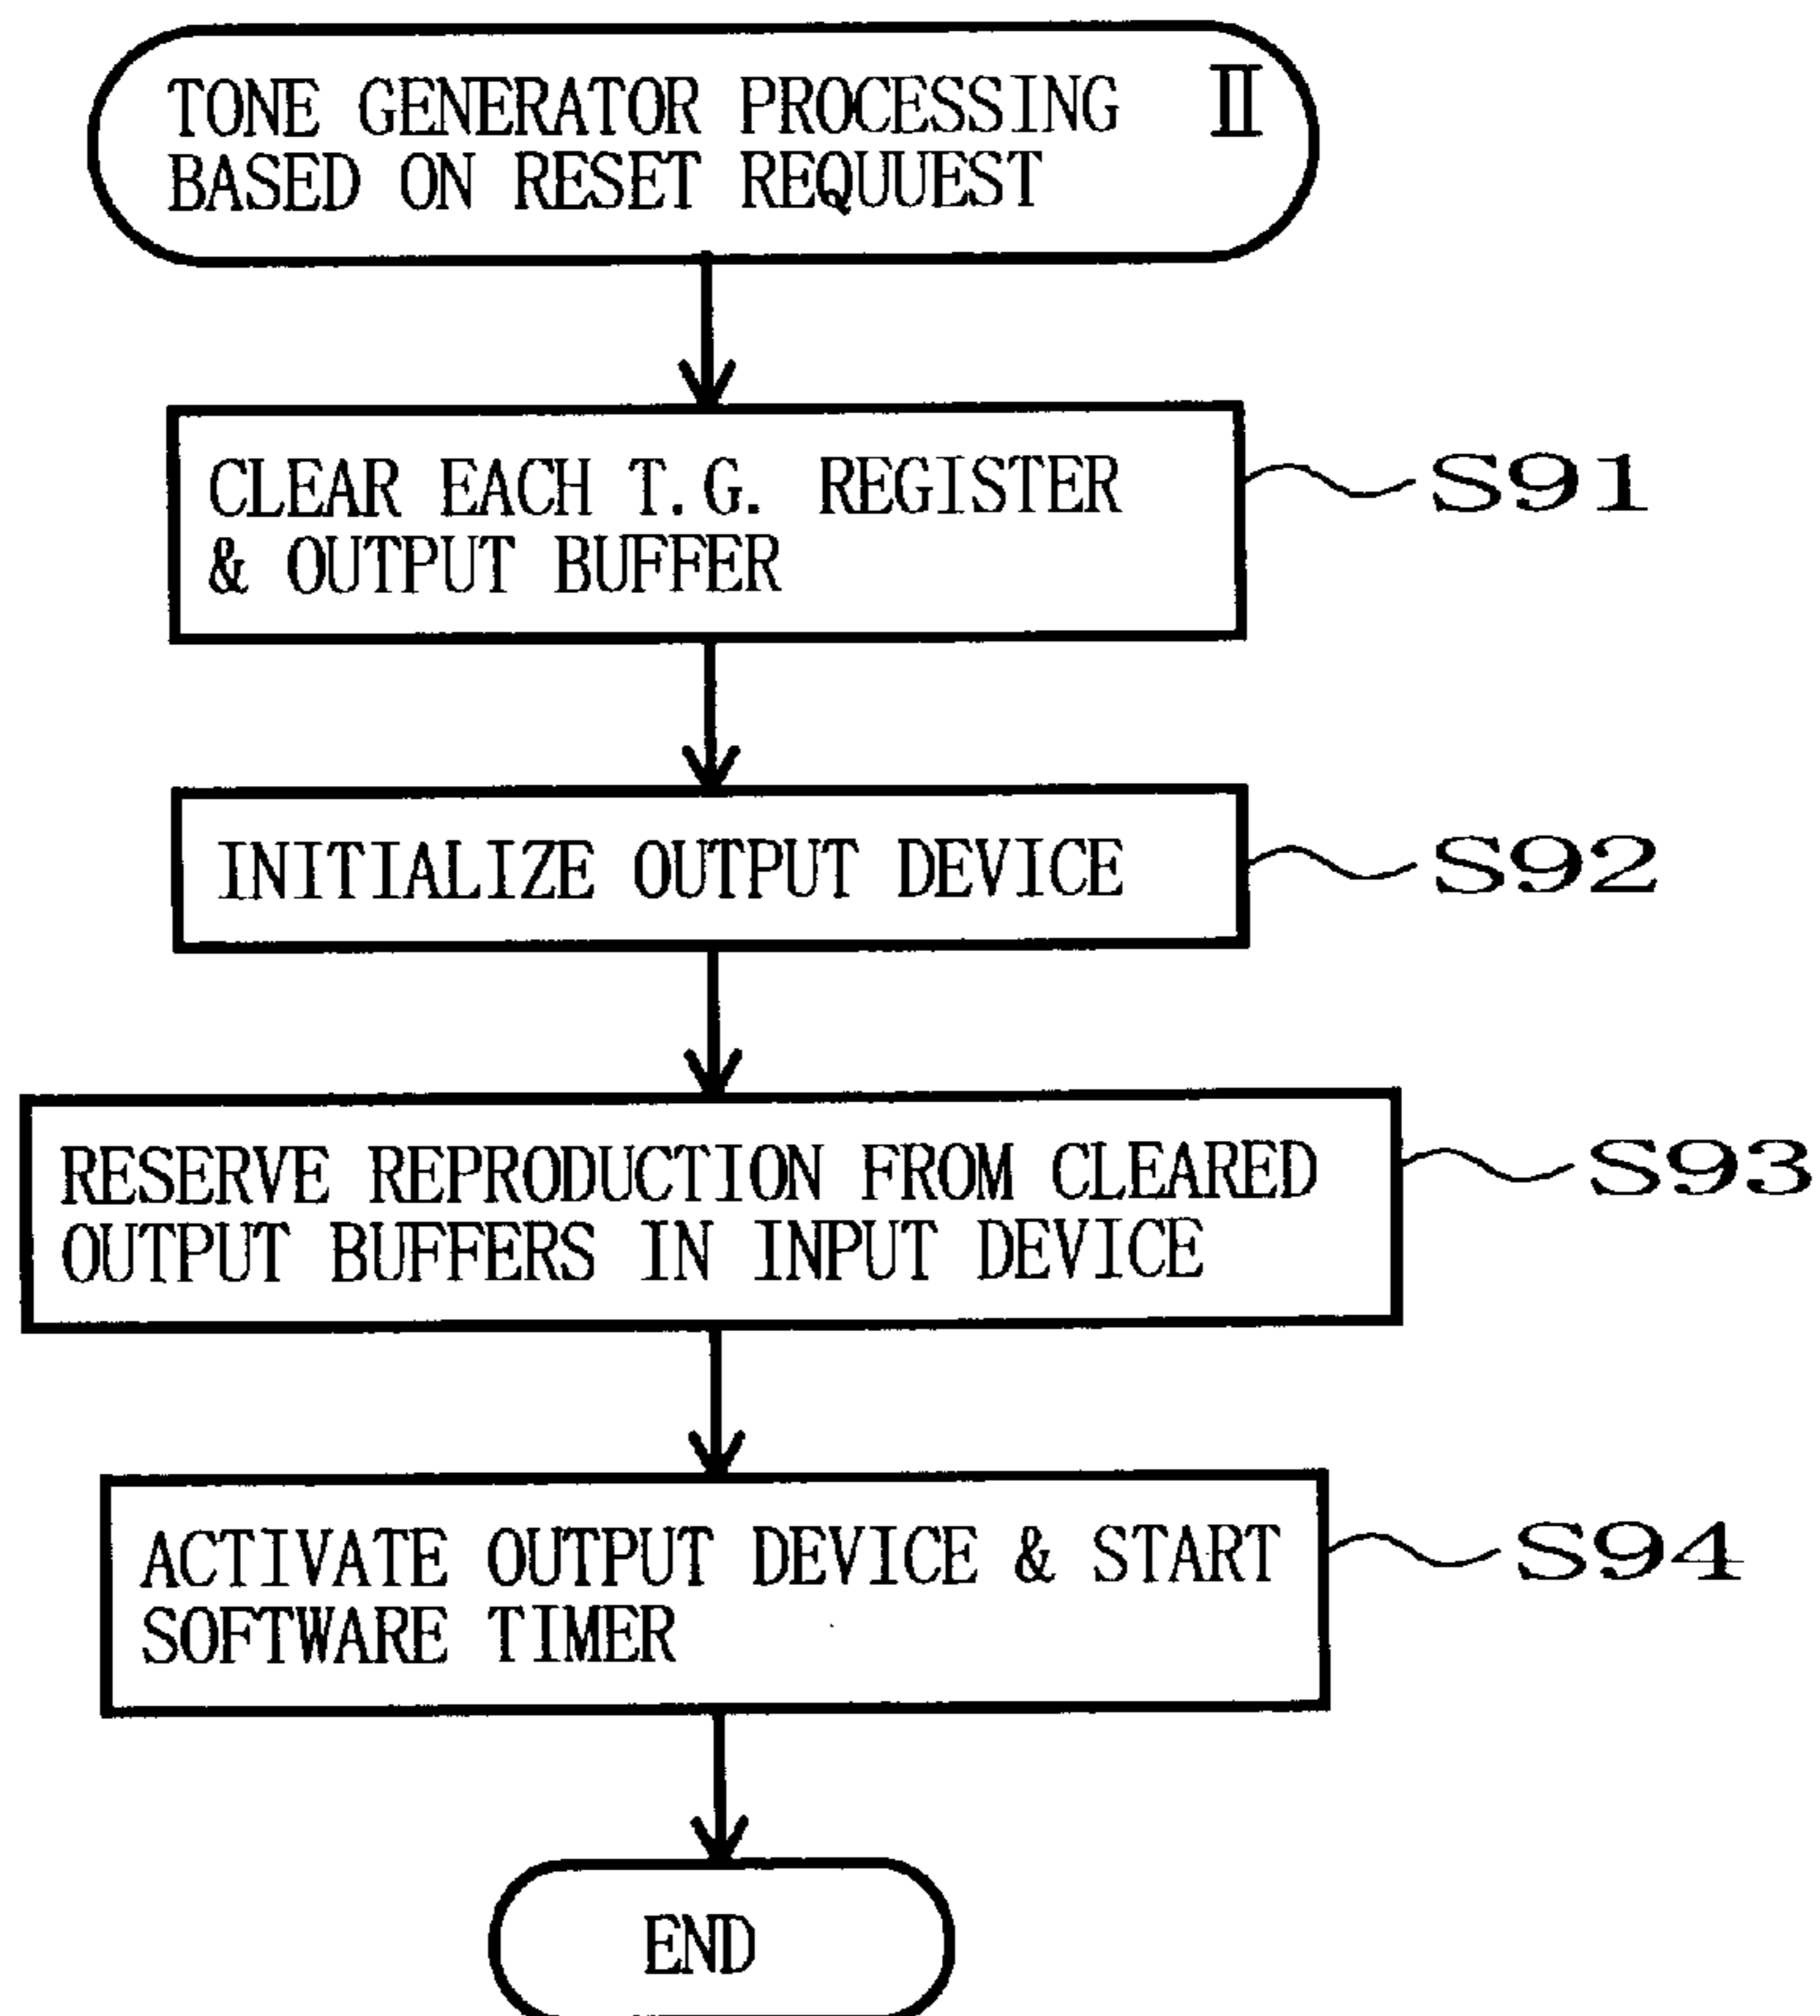 TONE GENERATOR PROCESSING II
BASED ON RESET REQUUEST
CLEAR EACH T.G. REGISTER
& OUTPUT BUFFER
S91
INITIALIZE OUTPUT DEVICE
S92
RESERVE REPRODUCTION FROM CLEARED
OUTPUT BUFFERS IN INPUT DEVICE
S93
ACTIVATE OUTPUT DEVICE & START
SOFTWARE TIMER
S94
END